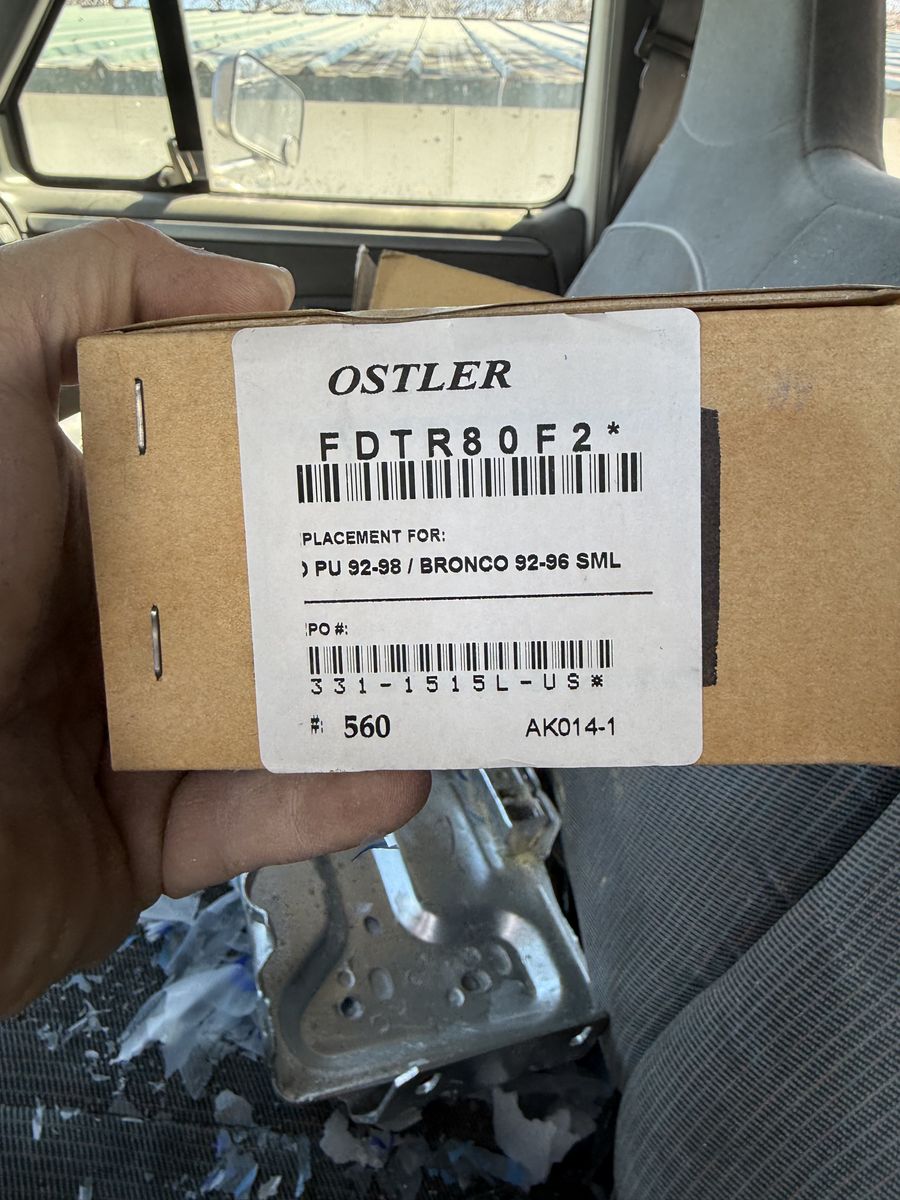 OSTLER
FDTR80F2*
PLACEMENT FOR:
PU 92-98 / BRONCO 92-96 SML
PO #:
331-1515L-US*
#: 560
AK014-1